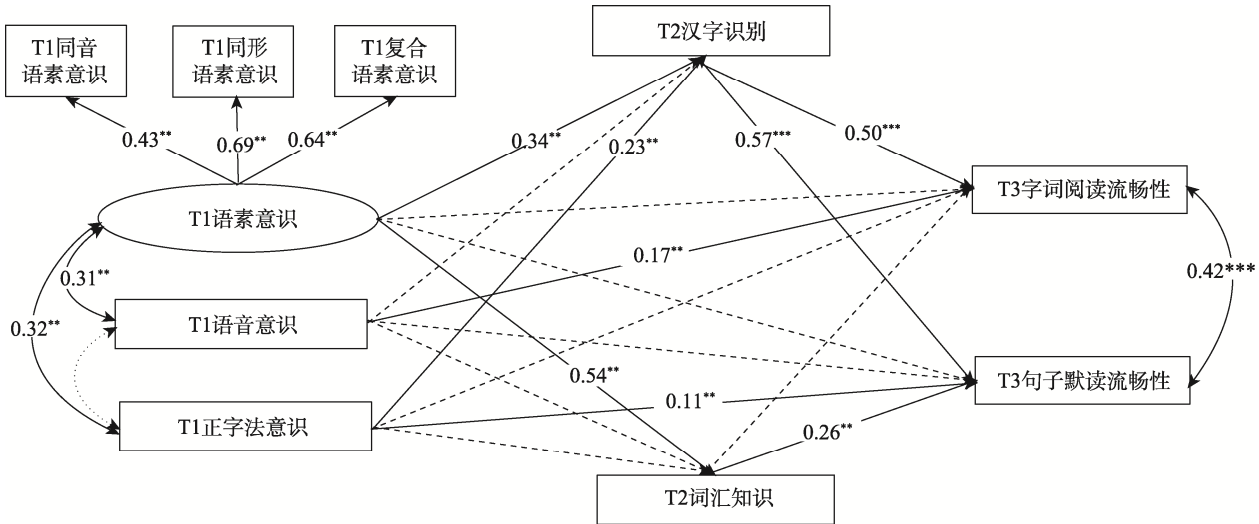 T2汉字识别
T1同音
语素意识
T1同形
语素意识
T1复合
语素意识
0.43**
0.69**
0.64**
0.34**
0.23**
0.57***
0.50***
T1语素意识
T3字词阅读流畅性
0.17**
0.31**
0.42***
0.32**
T1语音意识
0.54**
T3句子默读流畅性
0.11**
T1正字法意识
0.26**
T2词汇知识